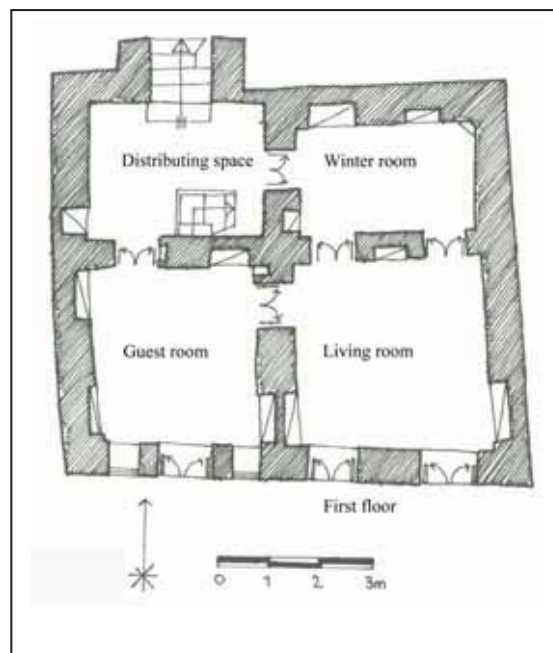 Distributing space
Winter room
Guest room
Living room
First floor
0 1 2 3m